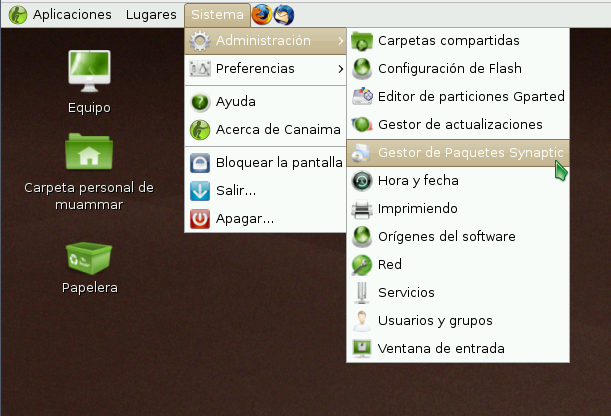 Aplicaciones Lugares Sistema
Administración
Preferencias
Ayuda
Acerca de Canaima
Bloquear la pantalla
Salir...
Apagar...
Carpetas compartidas
Configuración de Flash
Editor de particiones Gparted
Gestor de actualizaciones
Gestor de Paquetes Synaptic
Hora y fecha
Imprimiendo
Orígenes del software
Red
Servicios
Usuarios y grupos
Ventana de entrada
Equipo
Carpeta personal de
muammar
Papelera